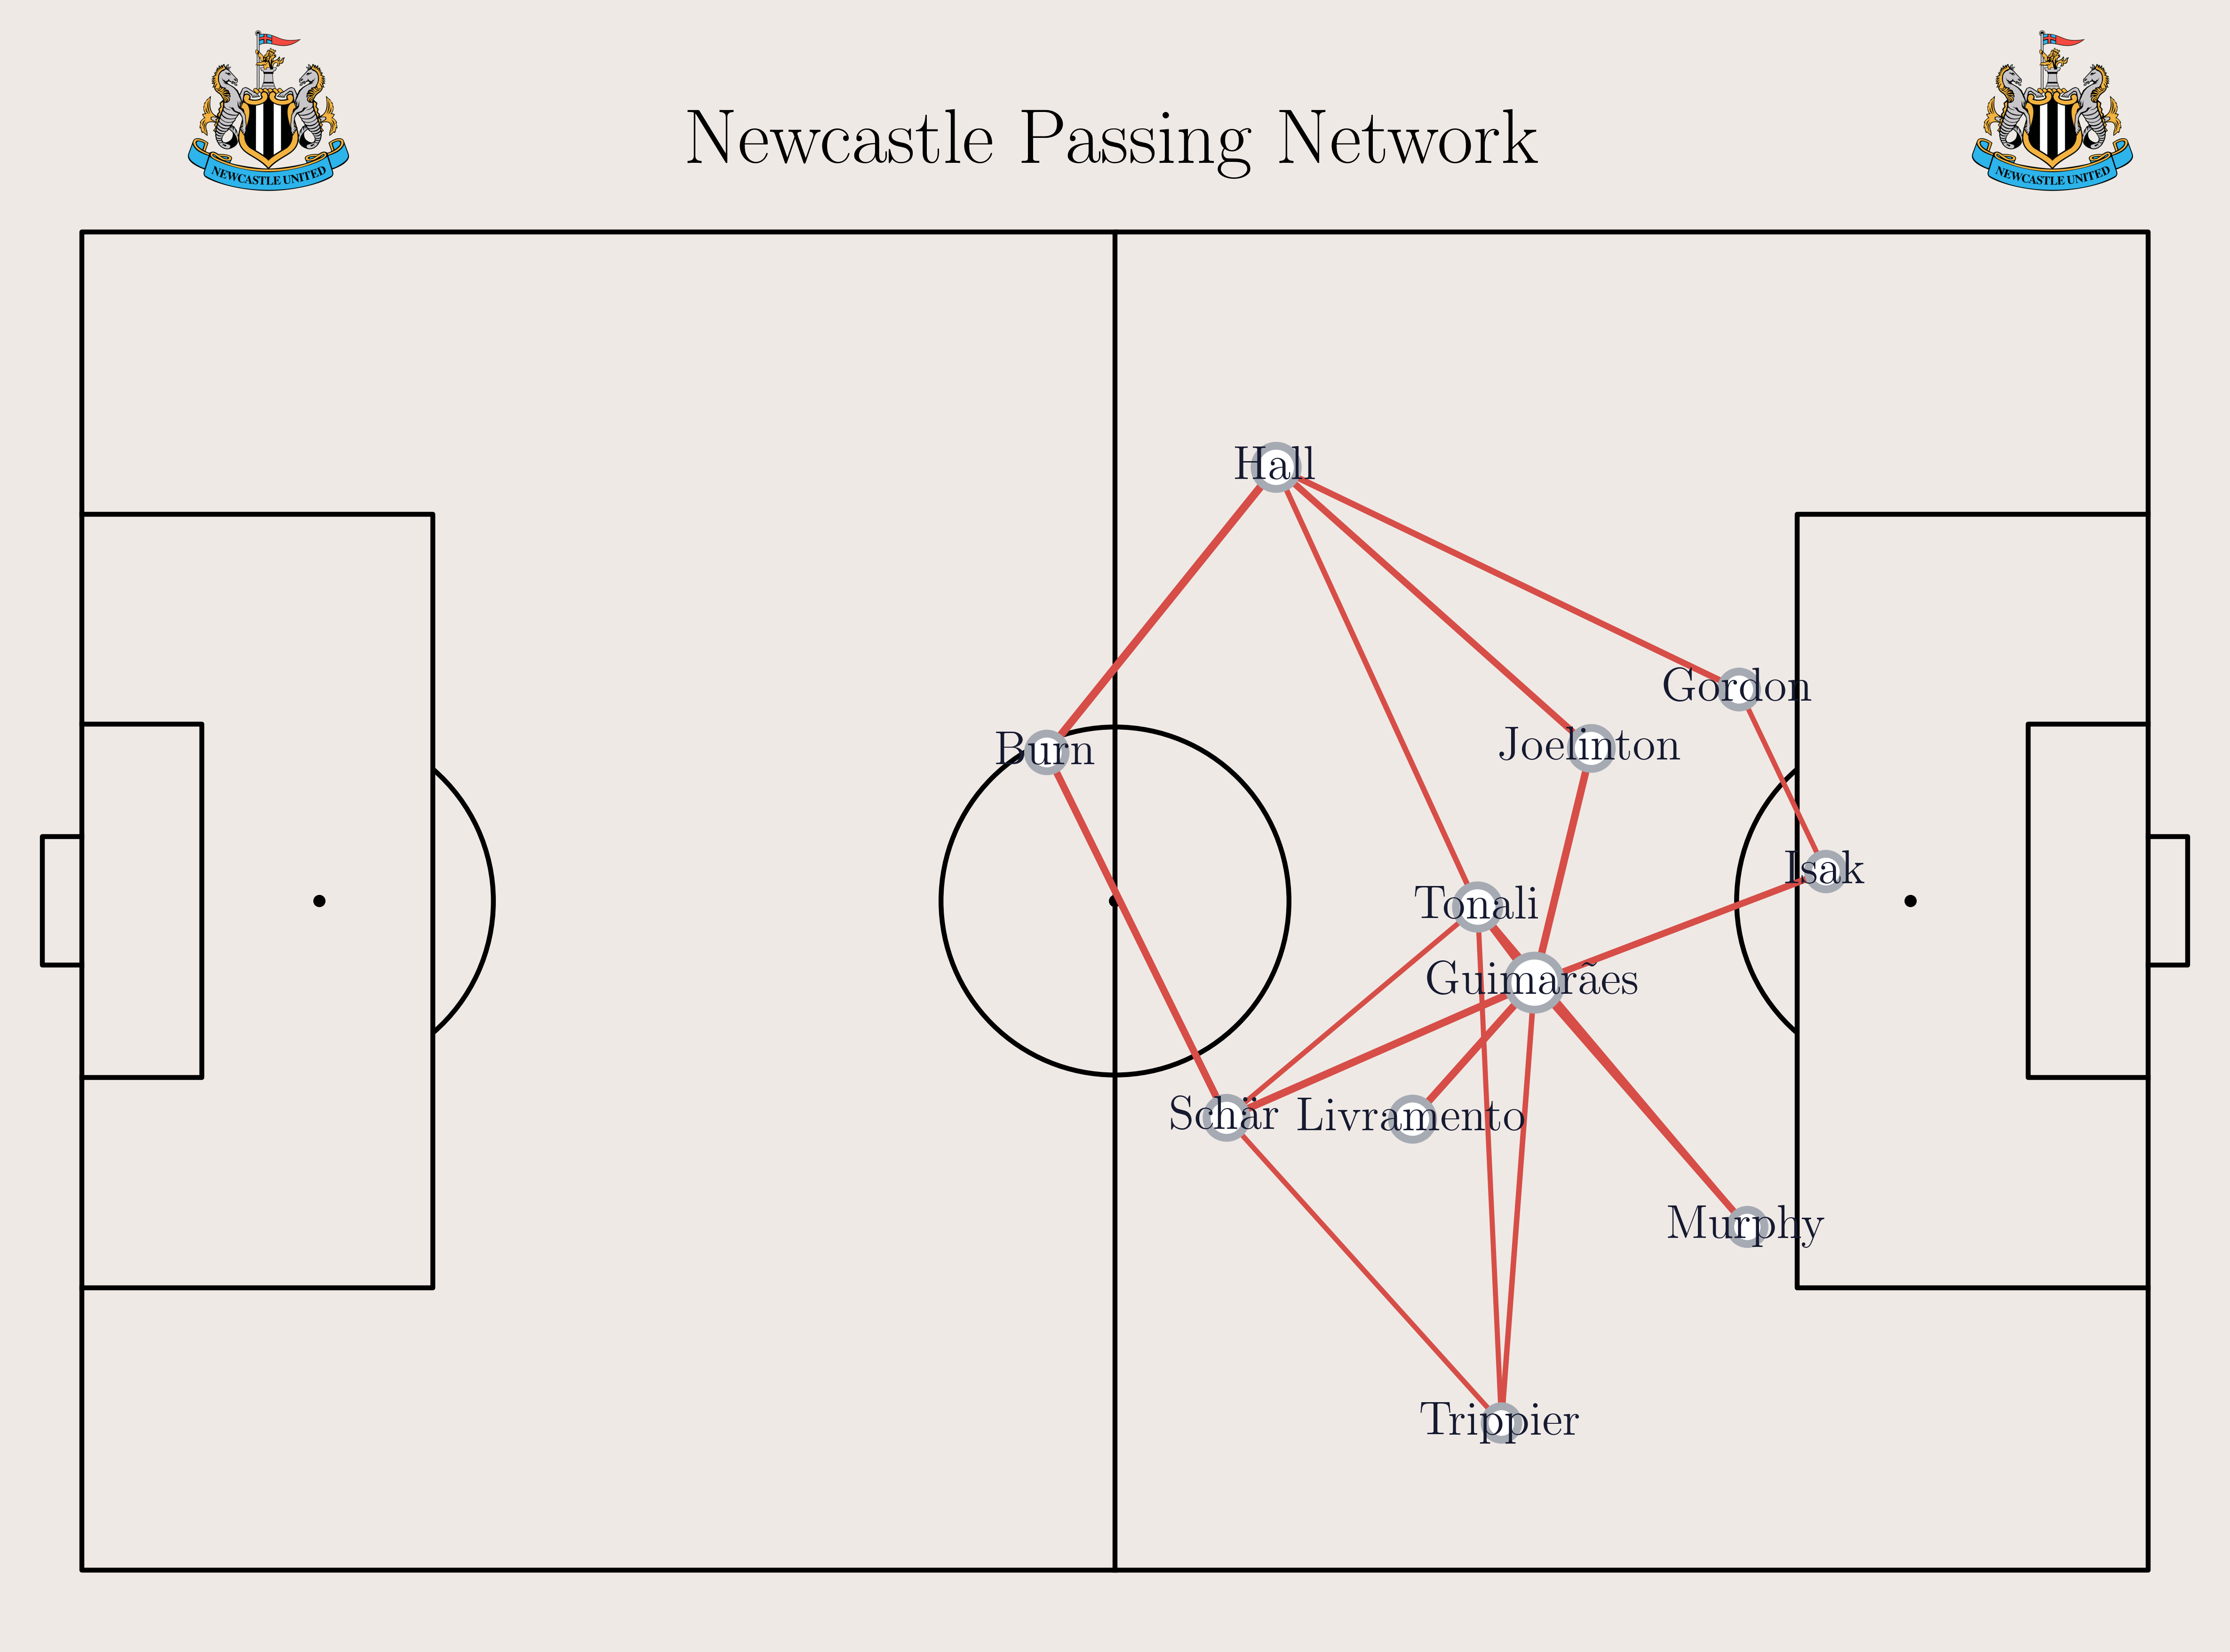 NEWCASTLE UNITED
Newcastle Passing Network
NEWCASTLE UNITED
Hall
Gordon
Joelinton
Burn
Isak
Tonali
Guimarães
Schär
Livramento
Murphy
Trippier